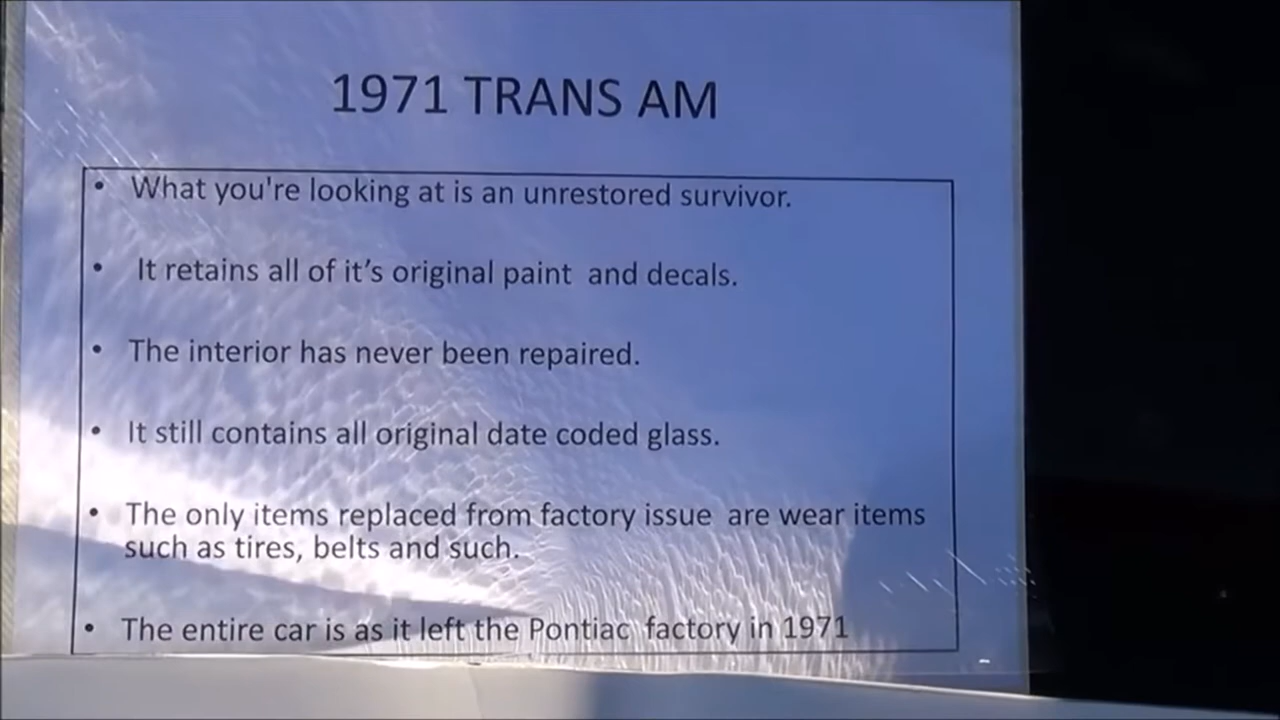 1971 TRANS AM
• What you're looking at is an unrestored survivor.
• It retains all of it’s original paint and decals.
• The interior has never been repaired.
• It still contains all original date coded glass.
• The only items replaced from factory issue are wear items
such as tires, belts and such.
• The entire car is as it left the Pontiac factory in 1971